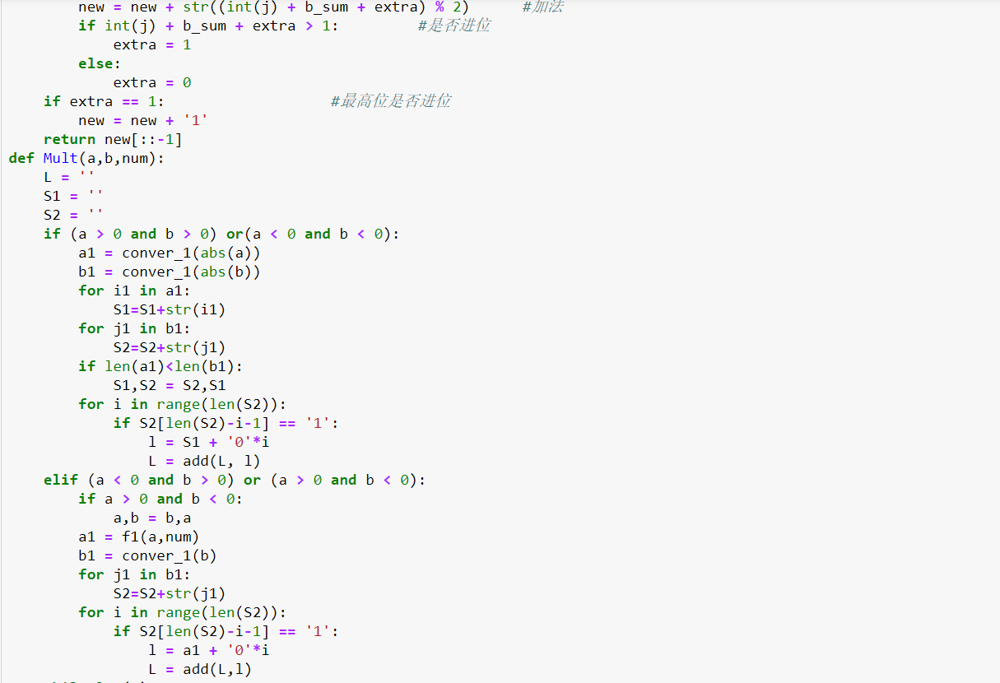 new = new + str((int(j) + b_sum + extra) % 2)      #加法
        if int(j) + b_sum + extra > 1:         #是否进位
            extra = 1
        else:
            extra = 0
    if extra == 1:                   #最高位是否进位
        new = new + '1'
    return new[::-1]
def Mult(a,b,num):
    L = ''
    S1 = ''
    S2 = ''
    if (a > 0 and b > 0) or(a < 0 and b < 0):
        a1 = conver_1(abs(a))
        b1 = conver_1(abs(b))
        for i1 in a1:
            S1=S1+str(i1)
        for j1 in b1:
            S2=S2+str(j1)
        if len(a1)<len(b1):
            S1,S2 = S2,S1
        for i in range(len(S2)):
            if S2[len(S2)-i-1] == '1':
                l = S1 + '0'*i
                L = add(L, l)
    elif (a < 0 and b > 0) or (a > 0 and b < 0):
        if a > 0 and b < 0:
            a,b = b,a
        a1 = f1(a,num)
        b1 = conver_1(b)
        for j1 in b1:
            S2=S2+str(j1)
        for i in range(len(S2)):
            if S2[len(S2)-i-1] == '1':
                l = a1 + '0'*i
                L = add(L,l)